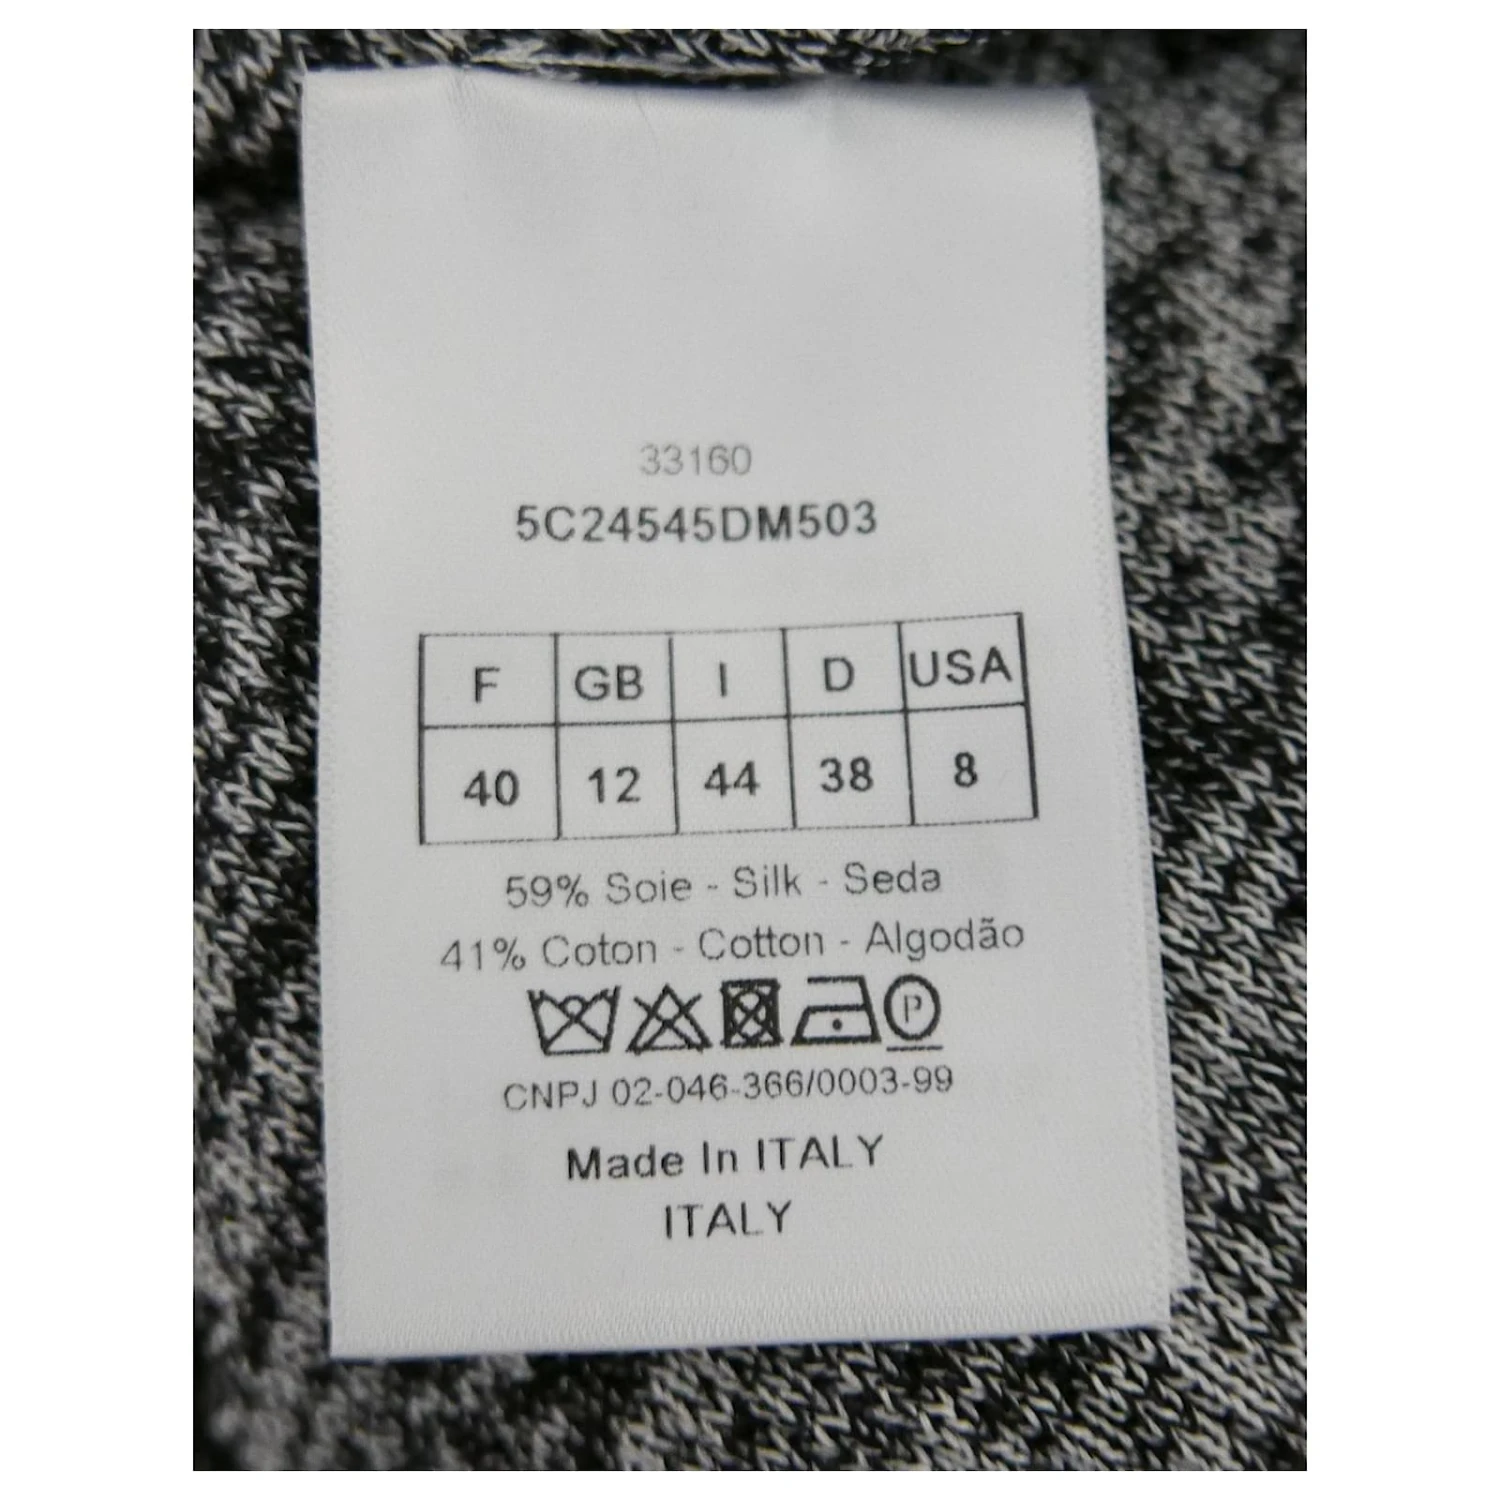 33160
5C24545DM503
F GB I D USA
40 12 44 38 8
59% Soie - Silk - Seda
41% Coton - Cotton - Algodão
P
CNPJ 02-046-366/0003-99
Made In ITALY
ITALY